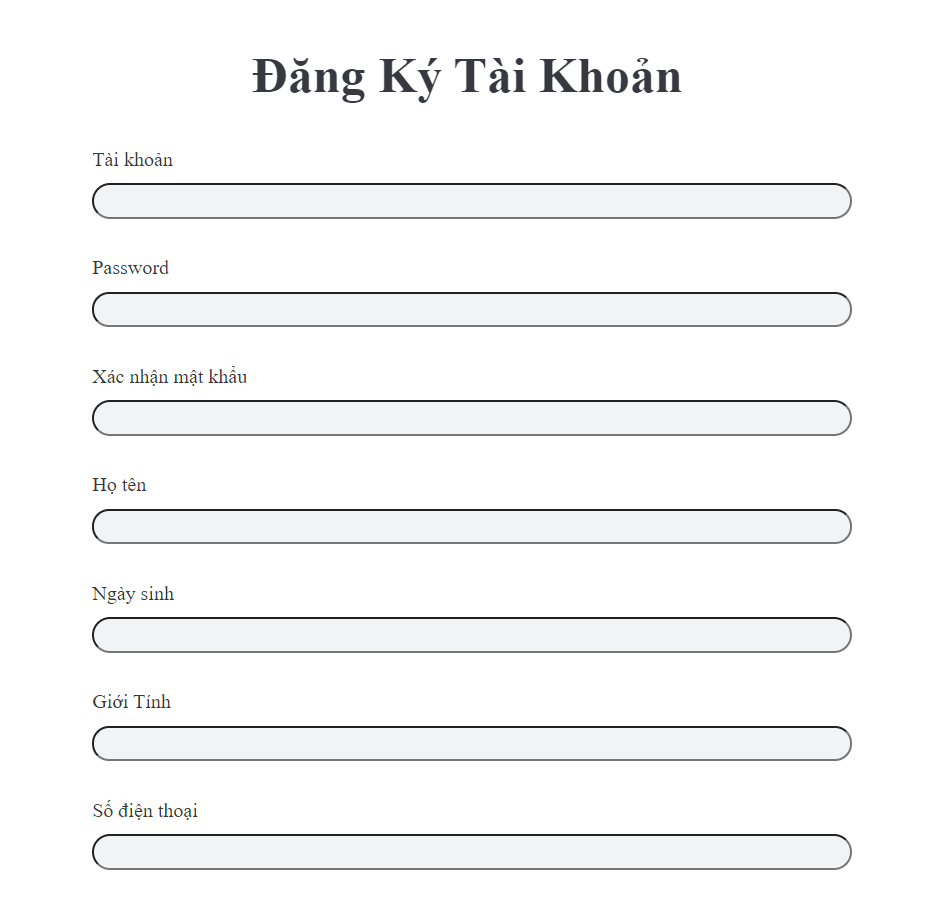 Đăng Ký Tài Khoản
Tài khoản
Password
Xác nhận mật khẩu
Họ tên
Ngày sinh
Giới Tính
Số điện thoại